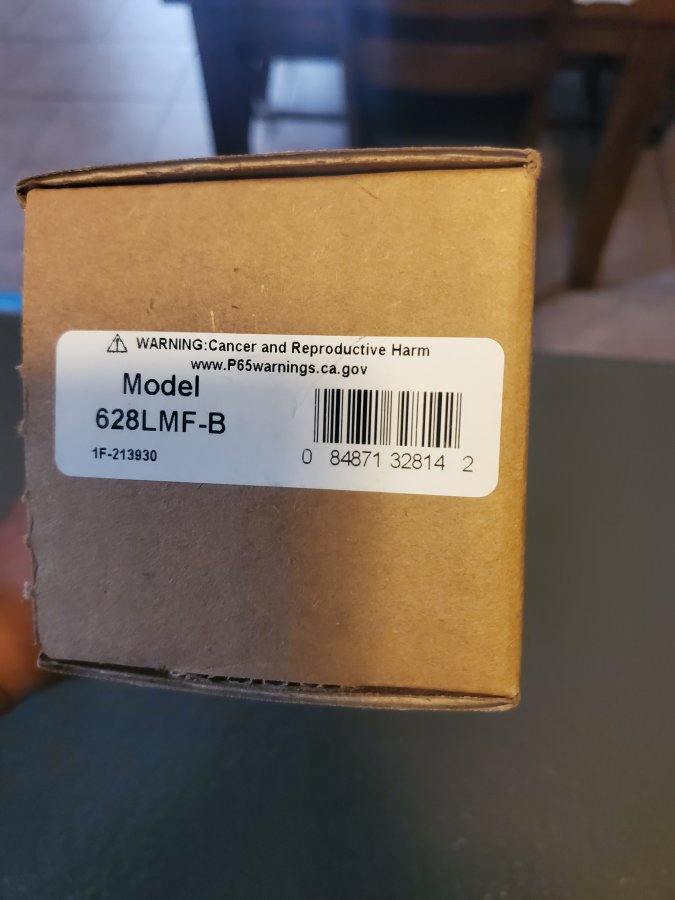 WARNING:Cancer and Reproductive Harm
www.P65warnings.ca.gov
Model
628LMF-B
1F-213930
0 84871 32814 2